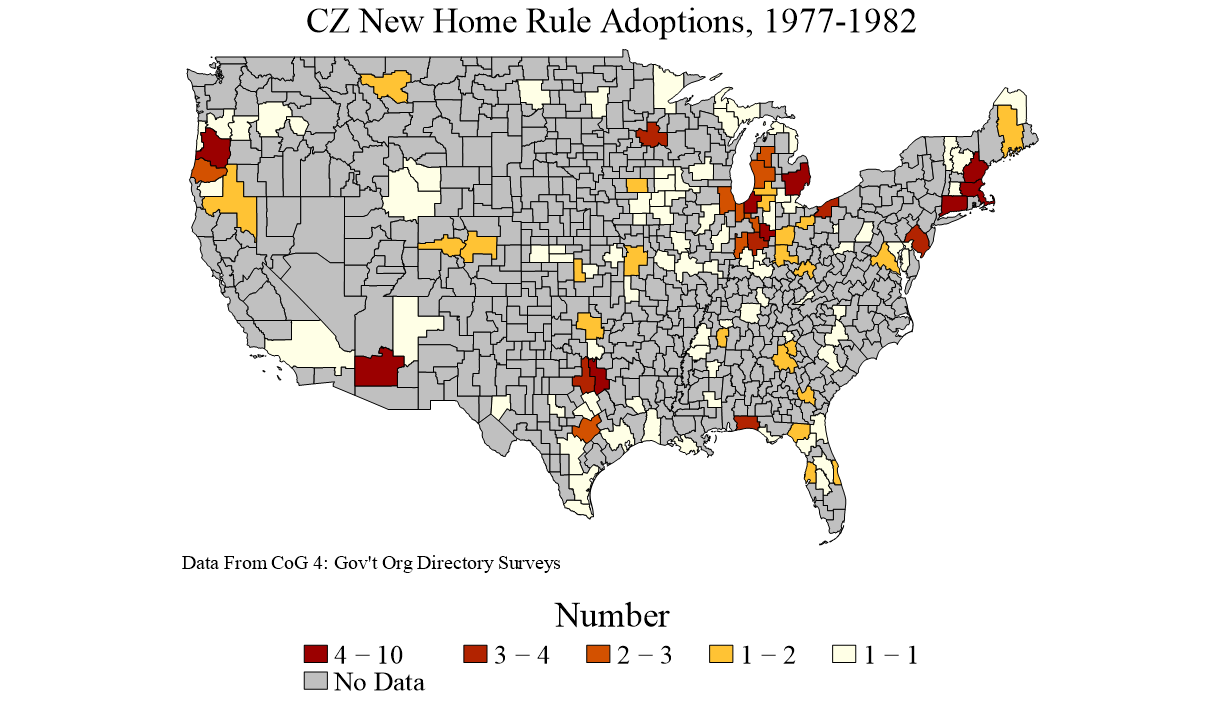 CZ New Home Rule Adoptions, 1977-1982
Data From CoG 4: Gov't Org Directory Surveys
Number
4 − 10 3 − 4 2 − 3 1 − 2 1 − 1
No Data